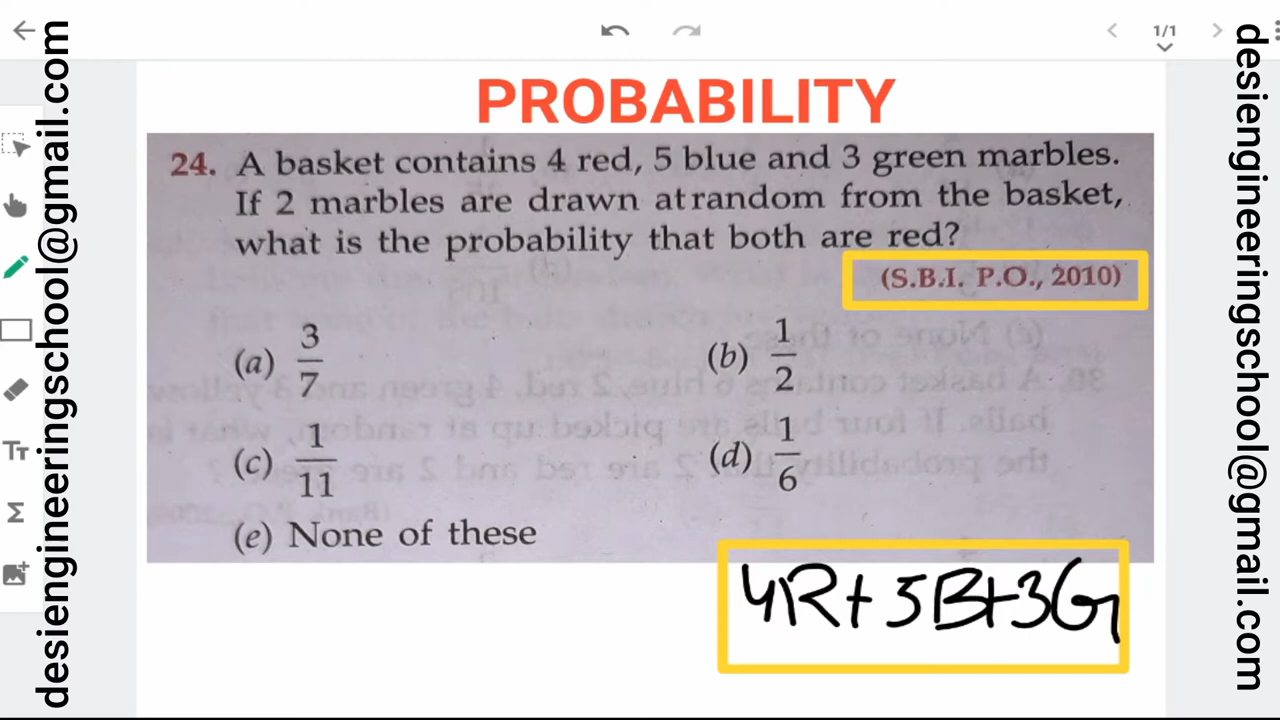 1/1
PROBABILITY
24. A basket contains 4 red, 5 blue and 3 green marbles.
If 2 marbles are drawn at random from the basket,
what is the probability that both are red?
(S.B.I. P.O., 2010)
(a) 3/7
(b) 1/2
(c) 1/11
(d) 1/6
(e) None of these
4R+5B+3G
desiengineeringschool@gmail.com
desiengineeringschool@gmail.com
Tт
Σ